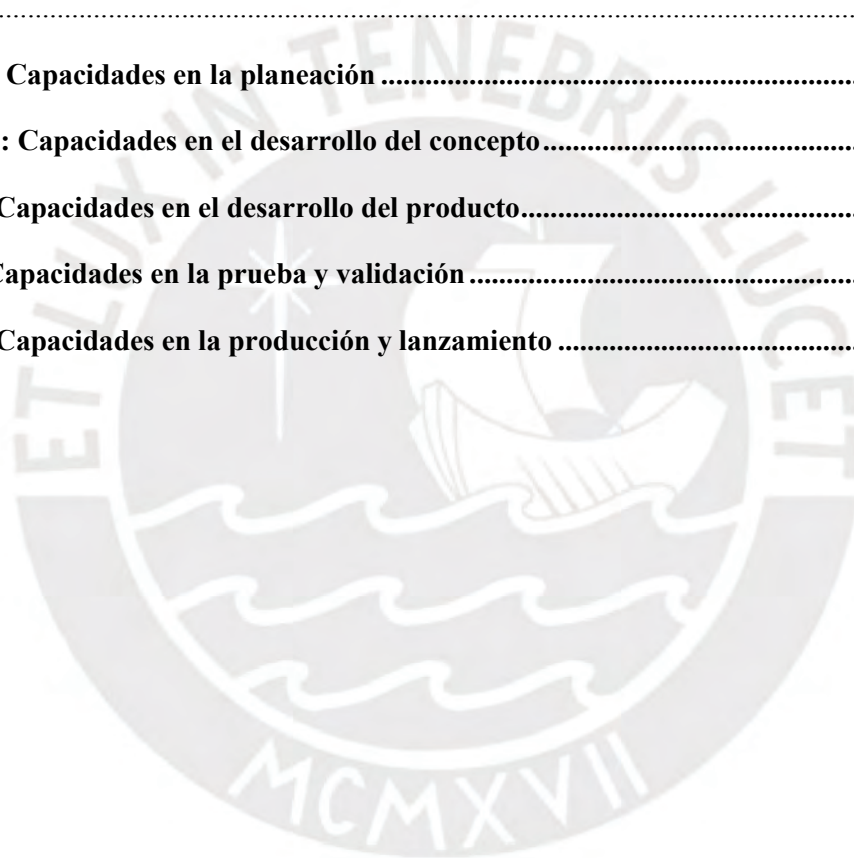 ..........................................................................................................................
Capacidades en la planeación ..........................................................................
: Capacidades en el desarrollo del concepto ................................................
Capacidades en el desarrollo del producto...................................................
Capacidades en la prueba y validación ...........................................................
Capacidades en la producción y lanzamiento ..............................................
ET LUX IN TENEBRIS LUCET
MCMXVII